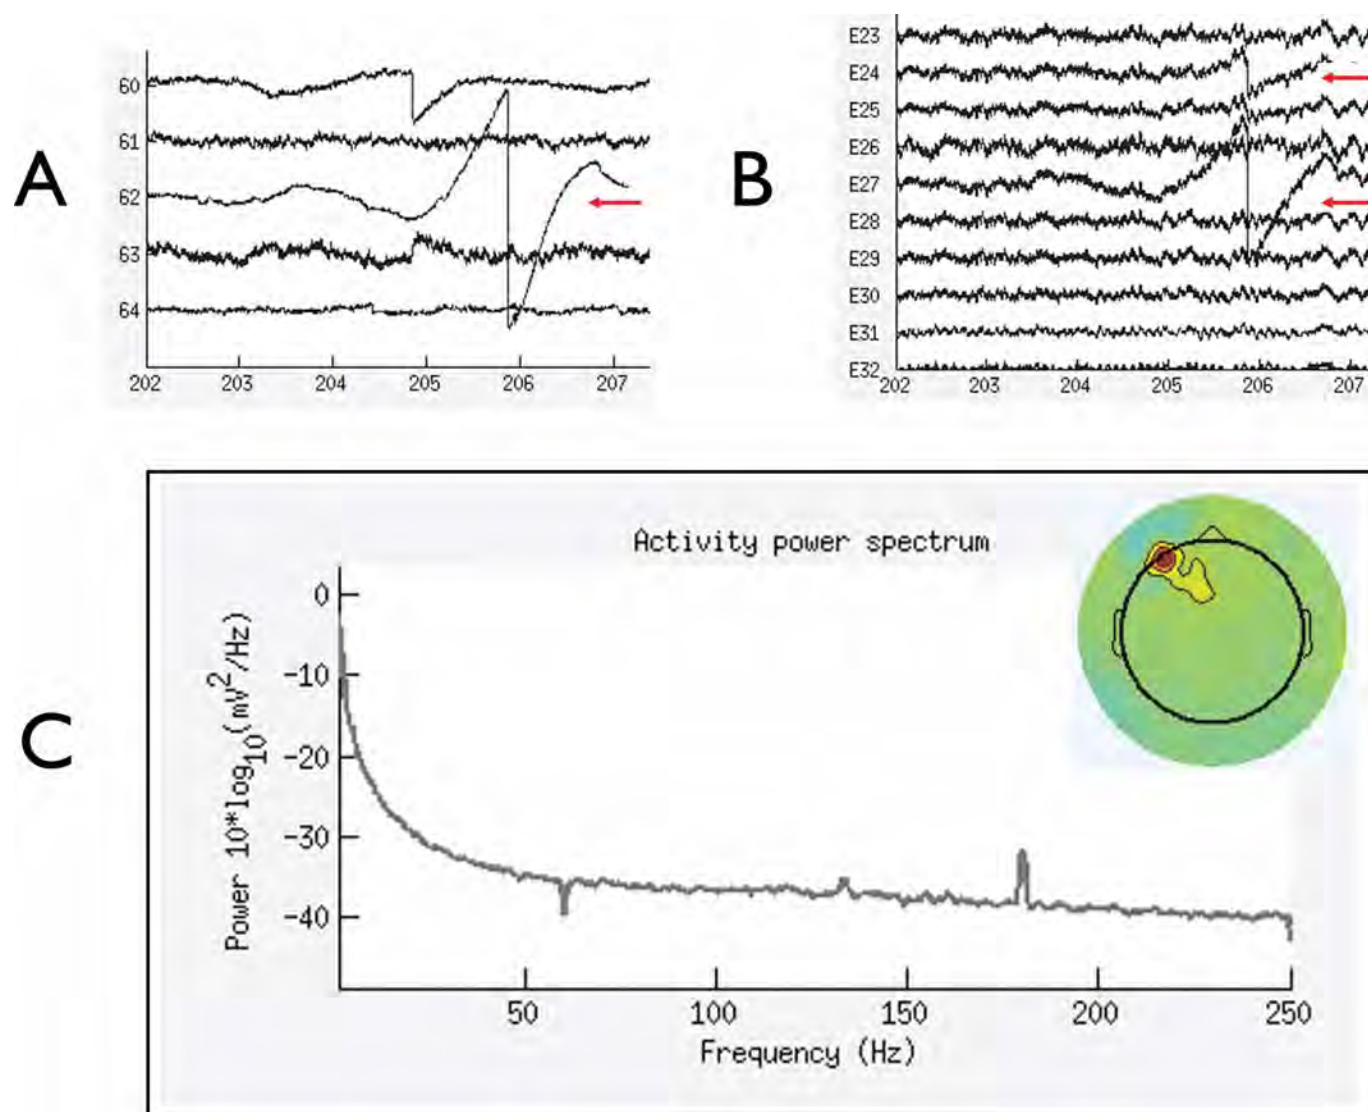 A
60
61
62
63
64
202 203 204 205 206 207
B
E23
E24
E25
E26
E27
E28
E29
E30
E31
E32
202 203 204 205 206 207
C
Activity power spectrum
Power 10*log10(mV2/Hz)
0
-10
-20
-30
-40
50 100 150 200 250
Frequency (Hz)